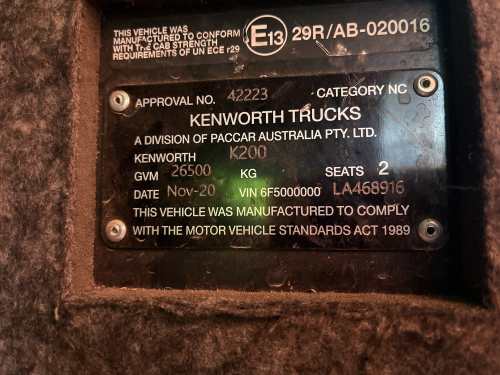 THIS VEHICLE WAS
MANUFACTURED TO CONFORM
WITH THE CAB STRENGTH
REQUIREMENTS OF UN ECE r29
E13 29R/AB-020016
APPROVAL NO. 42223 CATEGORY NC
KENWORTH TRUCKS
A DIVISION OF PACCAR AUSTRALIA PTY. LTD.
KENWORTH K200
GVM 26500 KG SEATS 2
DATE Nov-20 VIN 6F5000000 LA468916
THIS VEHICLE WAS MANUFACTURED TO COMPLY
WITH THE MOTOR VEHICLE STANDARDS ACT 1989